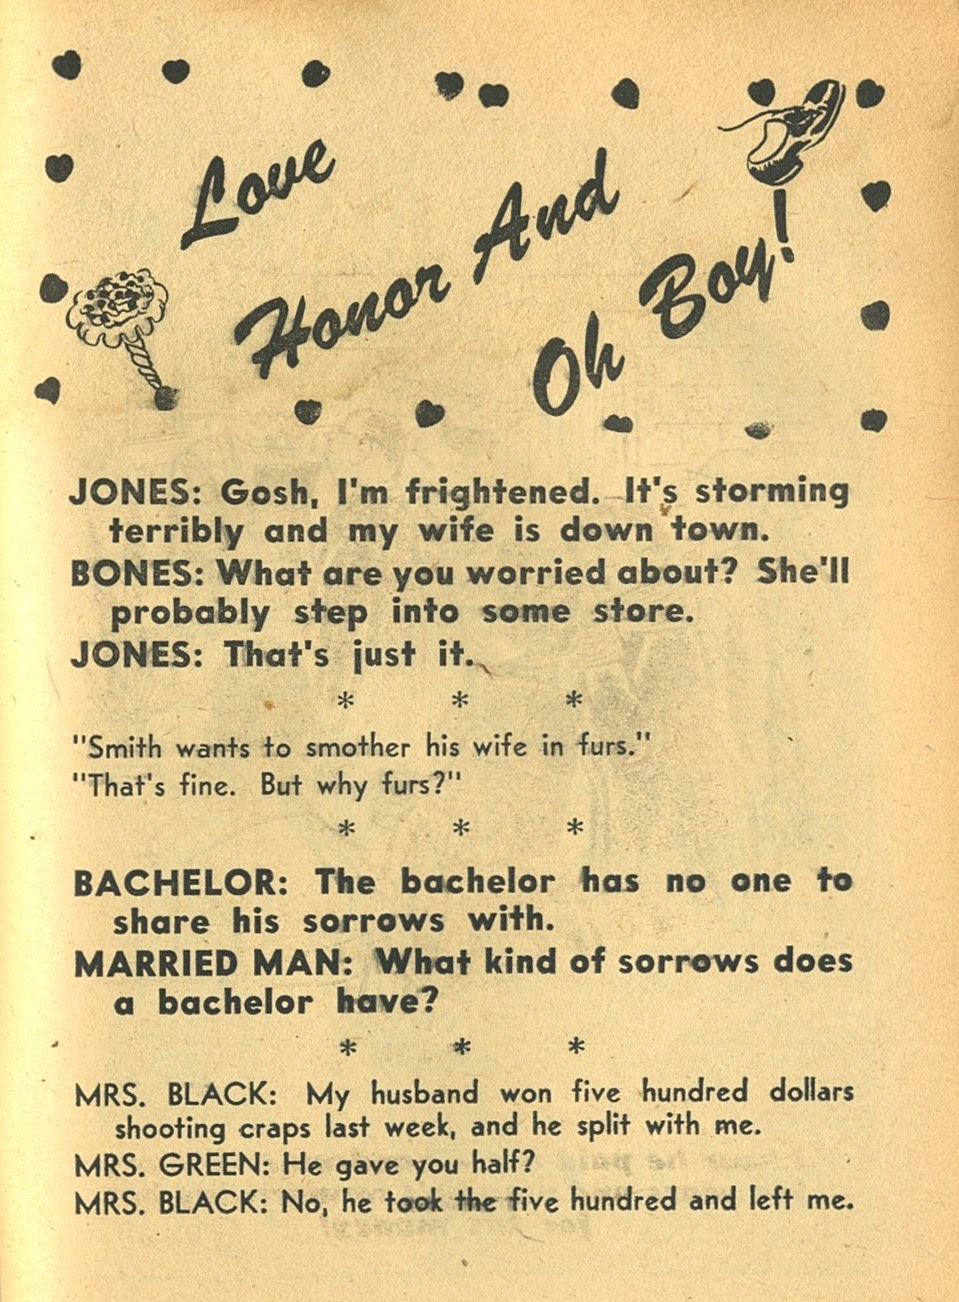 Love
Honor And
Oh Boy!
JONES: Gosh, I'm frightened. It's storming
terribly and my wife is down town.
BONES: What are you worried about? She'll
probably step into some store.
JONES: That's just it.
* * *
"Smith wants to smother his wife in furs."
"That's fine. But why furs?"
* * *
BACHELOR: The bachelor has no one to
share his sorrows with.
MARRIED MAN: What kind of sorrows does
a bachelor have?
* * *
MRS. BLACK: My husband won five hundred dollars
shooting craps last week, and he split with me.
MRS. GREEN: He gave you half?
MRS. BLACK: No, he took the five hundred and left me.